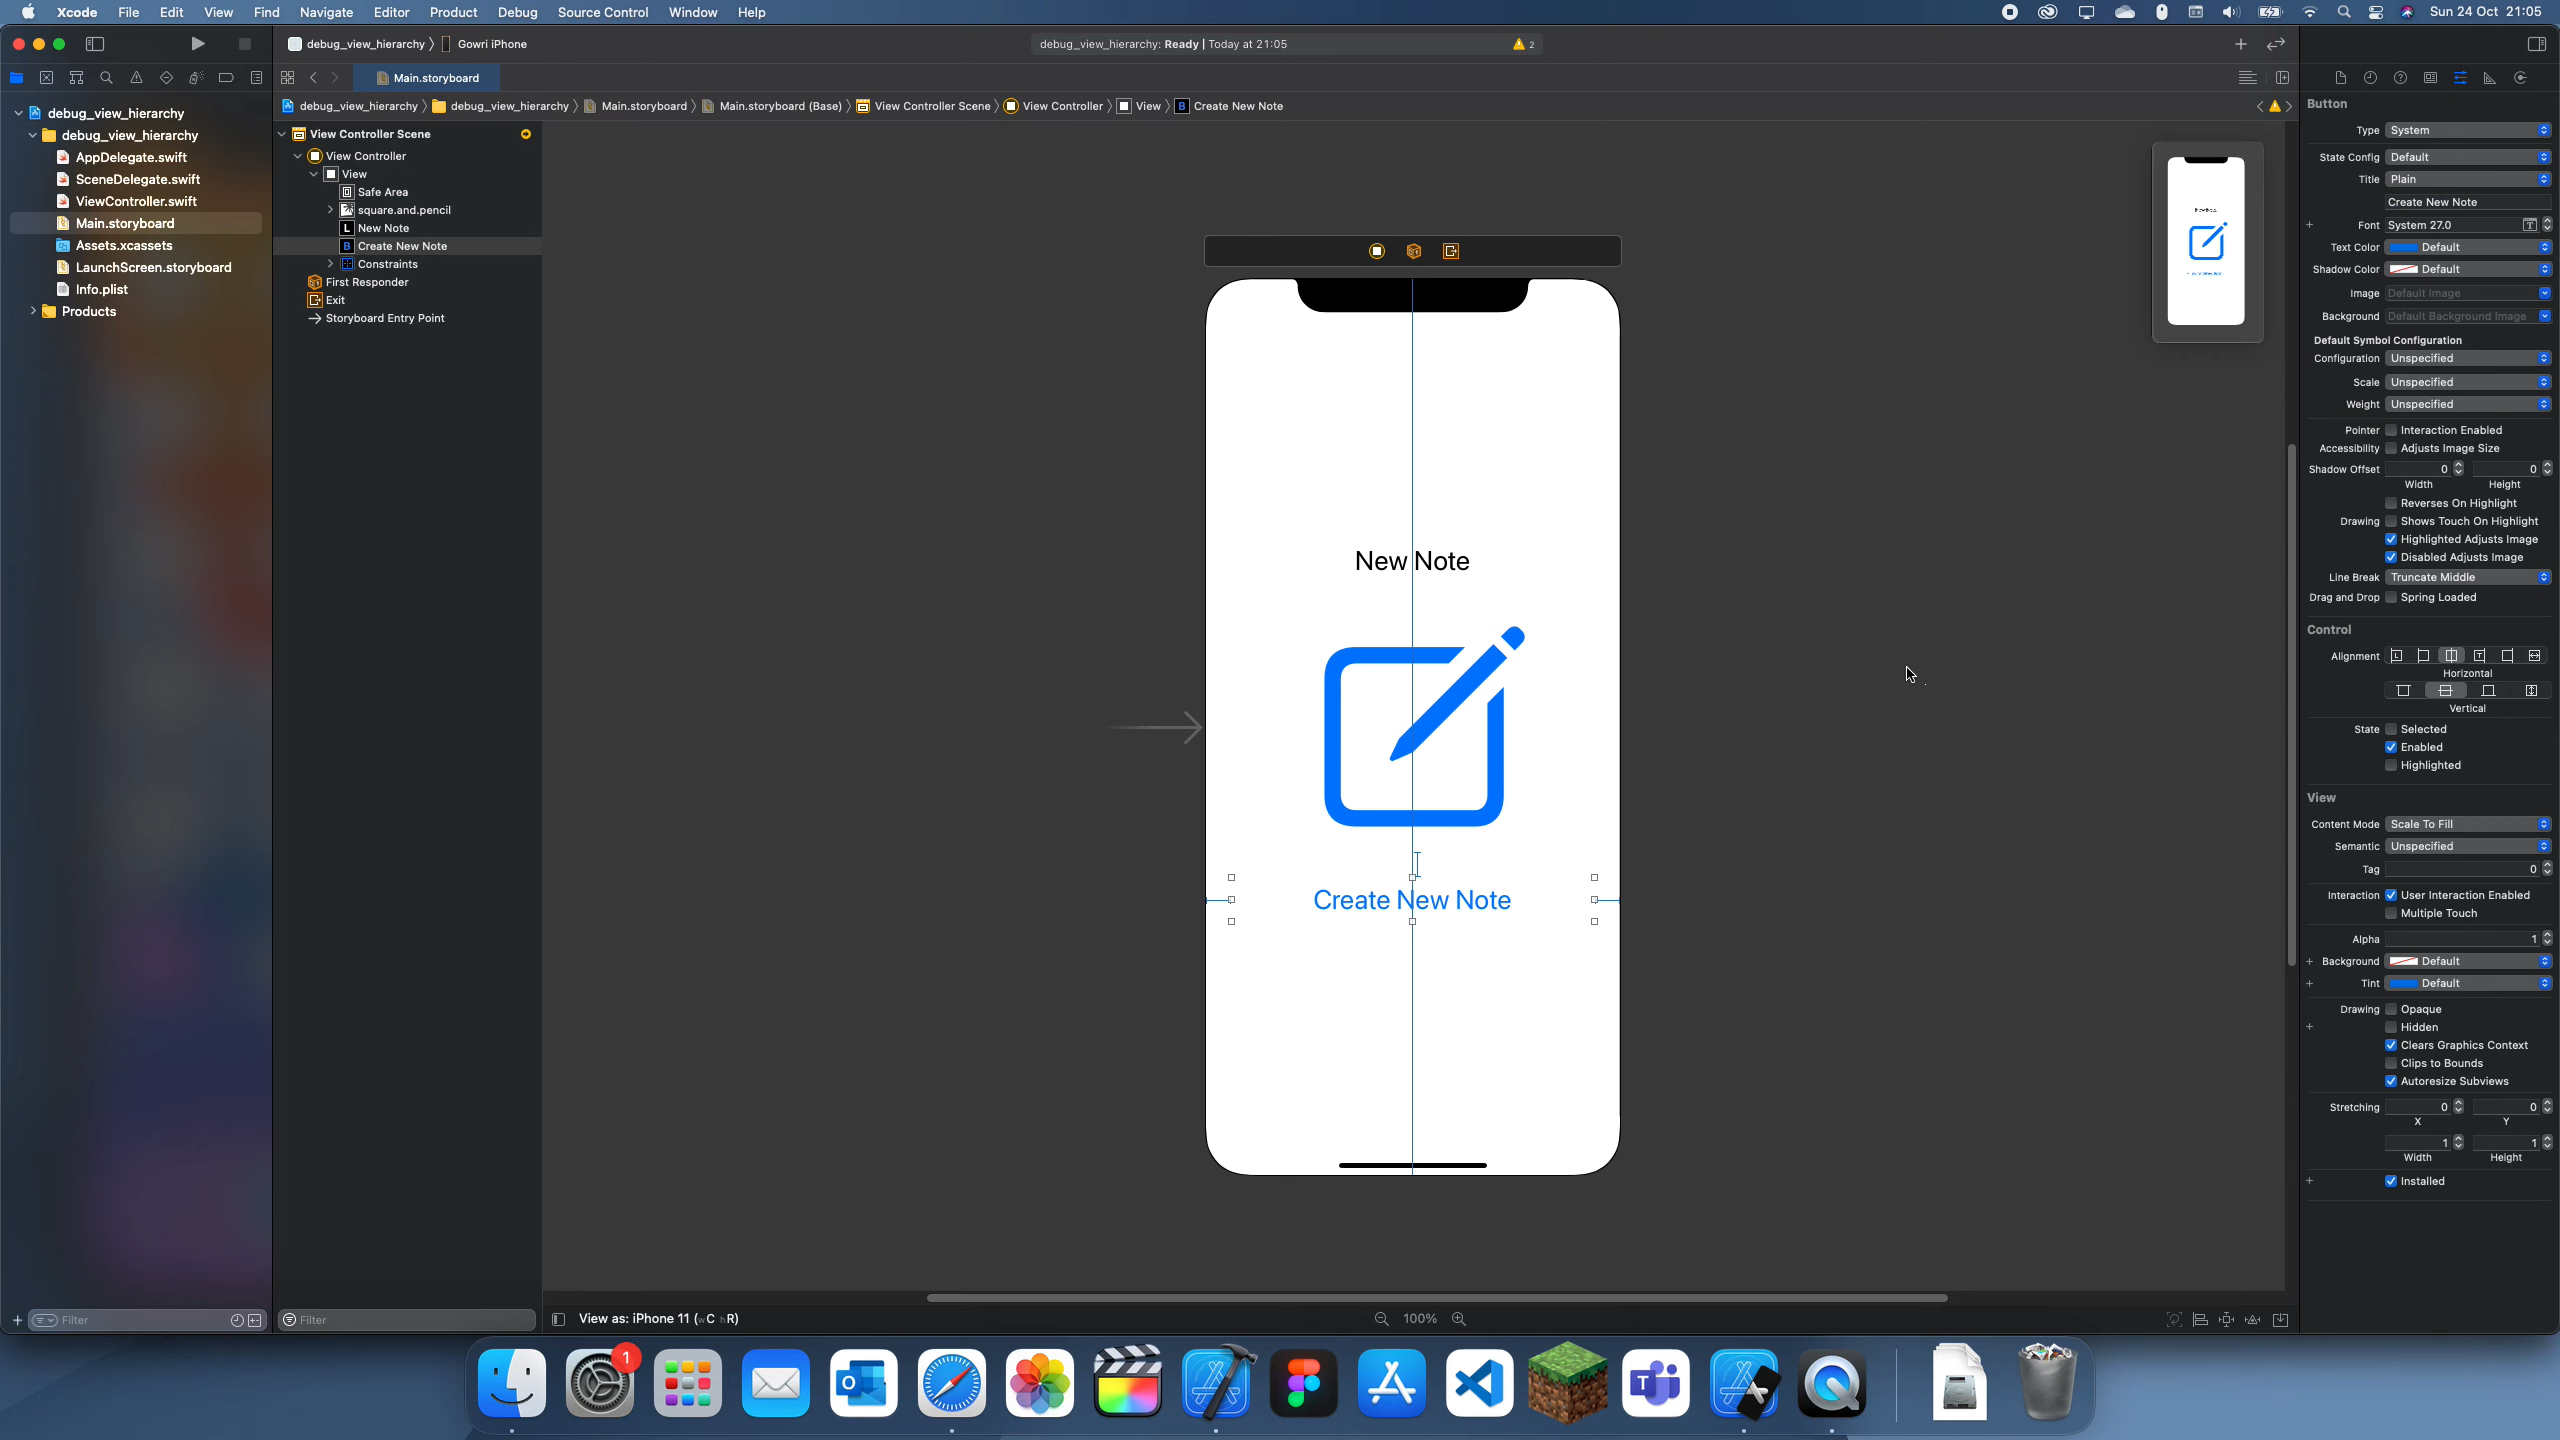 Xcode File Edit View Find Navigate Editor Product Debug Source Control Window Help
Sun 24 Oct 21:05
debug_view_hierarchy Gowri iPhone
debug_view_hierarchy: Ready | Today at 21:05
2
Main.storyboard
debug_view_hierarchy debug_view_hierarchy Main.storyboard Main.storyboard (Base) View Controller Scene View Controller View B Create New Note
debug_view_hierarchy
debug_view_hierarchy
AppDelegate.swift
SceneDelegate.swift
ViewController.swift
Main.storyboard
Assets.xcassets
LaunchScreen.storyboard
Info.plist
Products
View Controller Scene
View Controller
View
Safe Area
square.and.pencil
L New Note
B Create New Note
Constraints
First Responder
Exit
Storyboard Entry Point
New Note
Create New Note
Button
Type System
State Config Default
Title Plain
Create New Note
Font System 27.0
Text Color Default
Shadow Color Default
Image Default Image
Background Default Background Image
Default Symbol Configuration
Configuration Unspecified
Scale Unspecified
Weight Unspecified
Pointer Interaction Enabled
Accessibility Adjusts Image Size
Shadow Offset 0 0
Width Height
Reverses On Highlight
Drawing Shows Touch On Highlight
Highlighted Adjusts Image
Disabled Adjusts Image
Line Break Truncate Middle
Drag and Drop Spring Loaded
Control
Alignment
Horizontal
Vertical
State Selected
Enabled
Highlighted
View
Content Mode Scale To Fill
Semantic Unspecified
Tag 0
Interaction User Interaction Enabled
Multiple Touch
Alpha 1
Background Default
Tint Default
Drawing Opaque
Hidden
Clears Graphics Context
Clips to Bounds
Autoresize Subviews
Stretching 0 0
X Y
1 1
Width Height
Installed
Filter
Filter
View as: iPhone 11 (wC hR)
100%
1